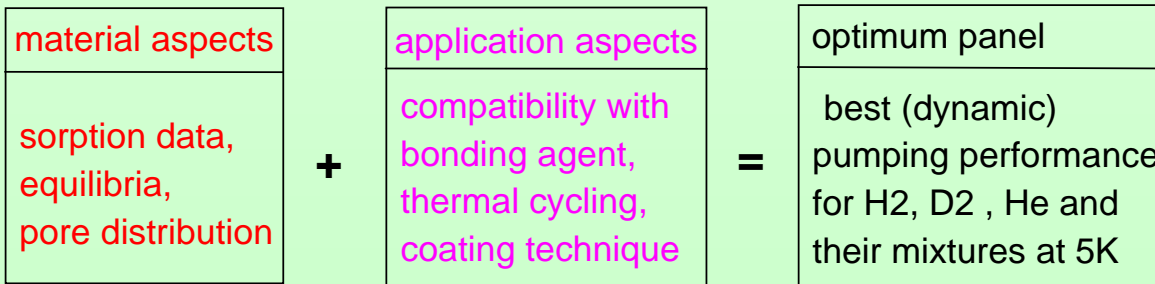 material aspects
sorption data,
equilibria,
pore distribution
+
application aspects
compatibility with
bonding agent,
thermal cycling,
coating technique
=
optimum panel
best (dynamic)
pumping performance
for H2, D2 , He and
their mixtures at 5K